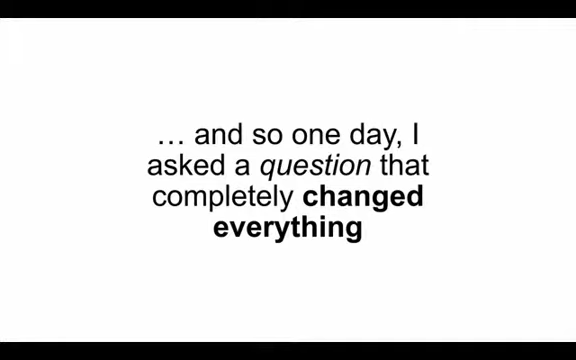 … and so one day, I
asked a question that
completely changed
everything